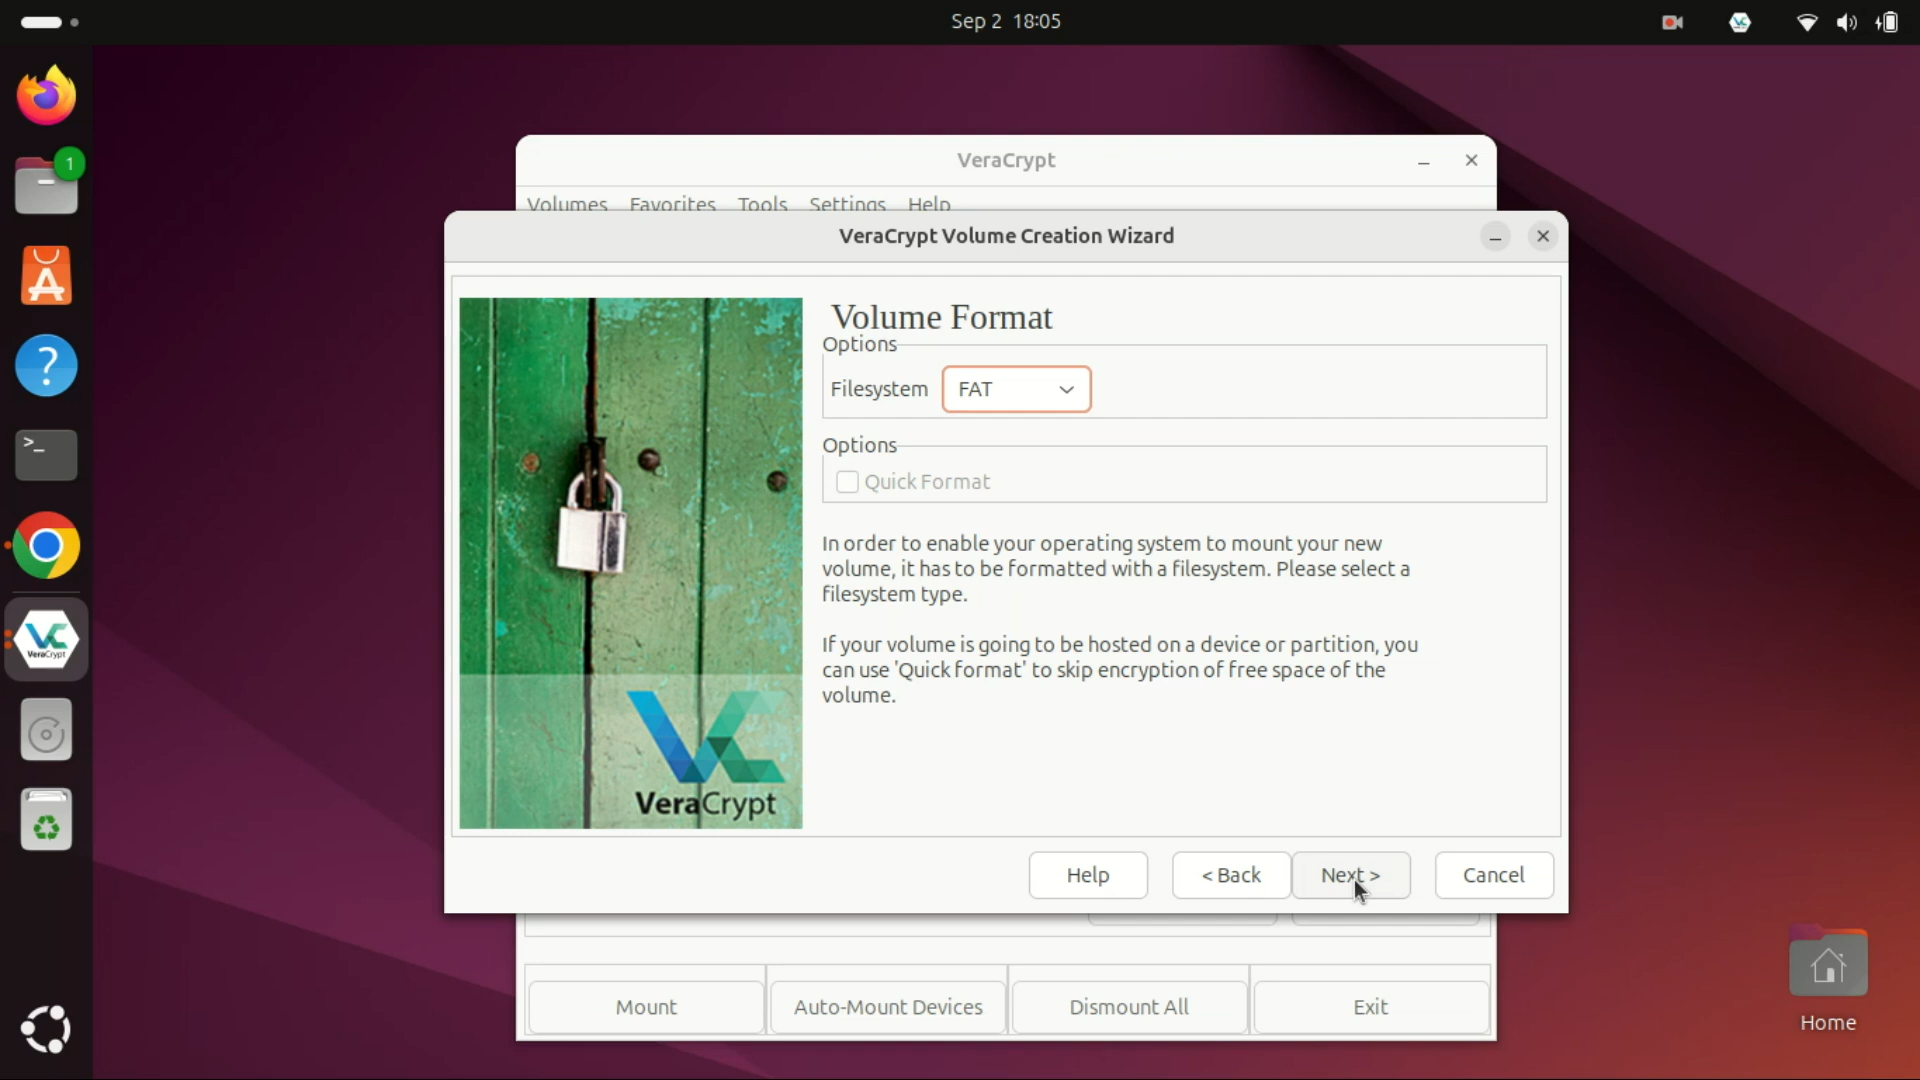 Sep 2 18:05
1
VeraCrypt
Volumes Favorites Tools Settings Help
VeraCrypt Volume Creation Wizard
Volume Format
Options
Filesystem FAT
Options
Quick Format
In order to enable your operating system to mount your new
volume, it has to be formatted with a filesystem. Please select a
filesystem type.
If your volume is going to be hosted on a device or partition, you
can use 'Quick format' to skip encryption of free space of the
volume.
VeraCrypt
VeraCrypt
Help < Back Next > Cancel
Mount Auto-Mount Devices Dismount All Exit
Home